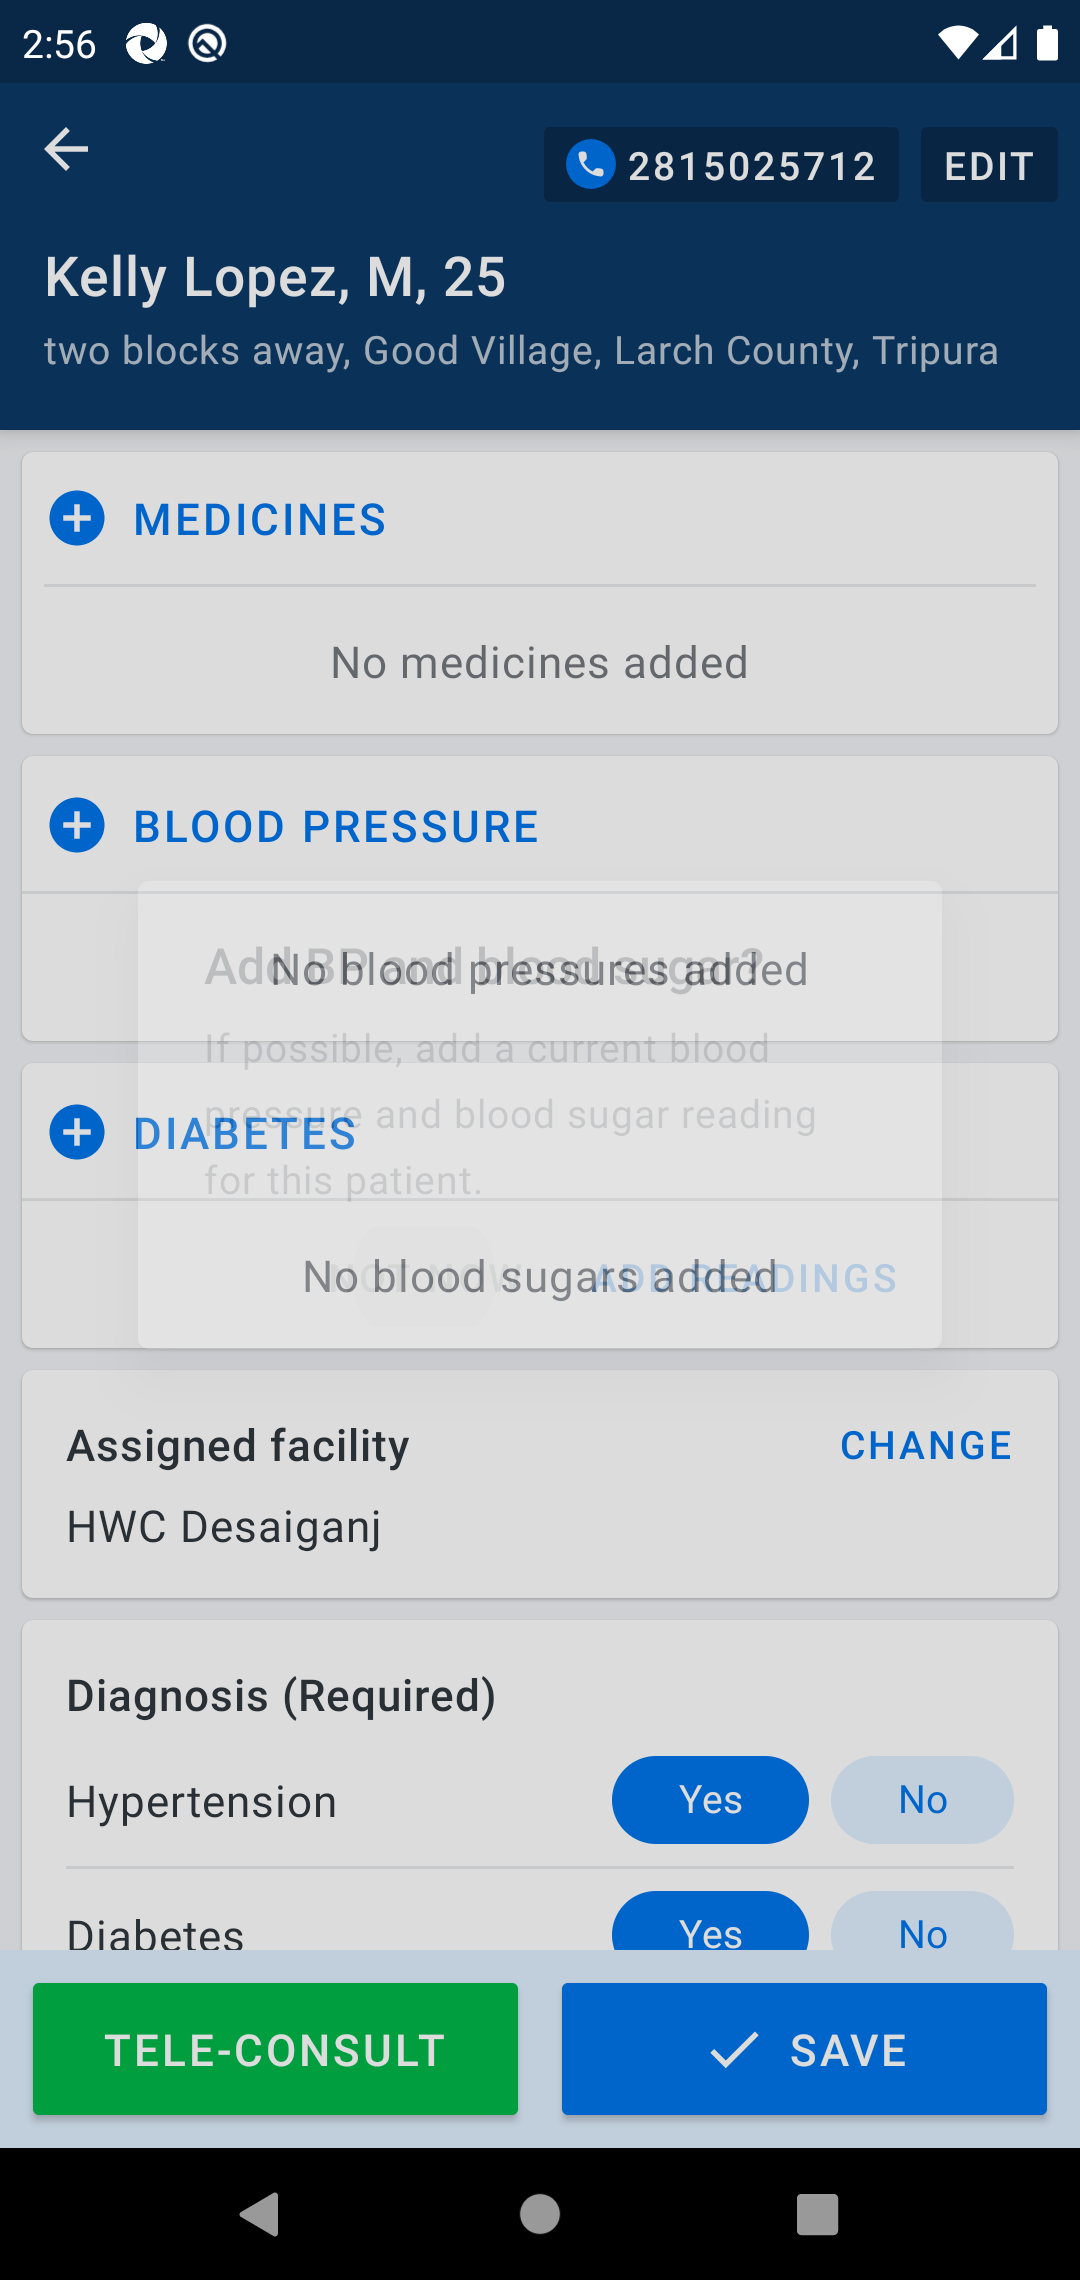 2:56
2815025712
EDIT
Kelly Lopez, M, 25
two blocks away, Good Village, Larch County, Tripura
MEDICINES
No medicines added
BLOOD PRESSURE
No blood pressures added
Add BP and blood sugar?
If possible, add a current blood
pressure and blood sugar reading
for this patient.
DIABETES
No blood sugars added
NOT NOW
ADD READINGS
Assigned facility
CHANGE
HWC Desaiganj
Diagnosis (Required)
Hypertension
Yes
No
Diabetes
Yes
No
TELE-CONSULT
SAVE